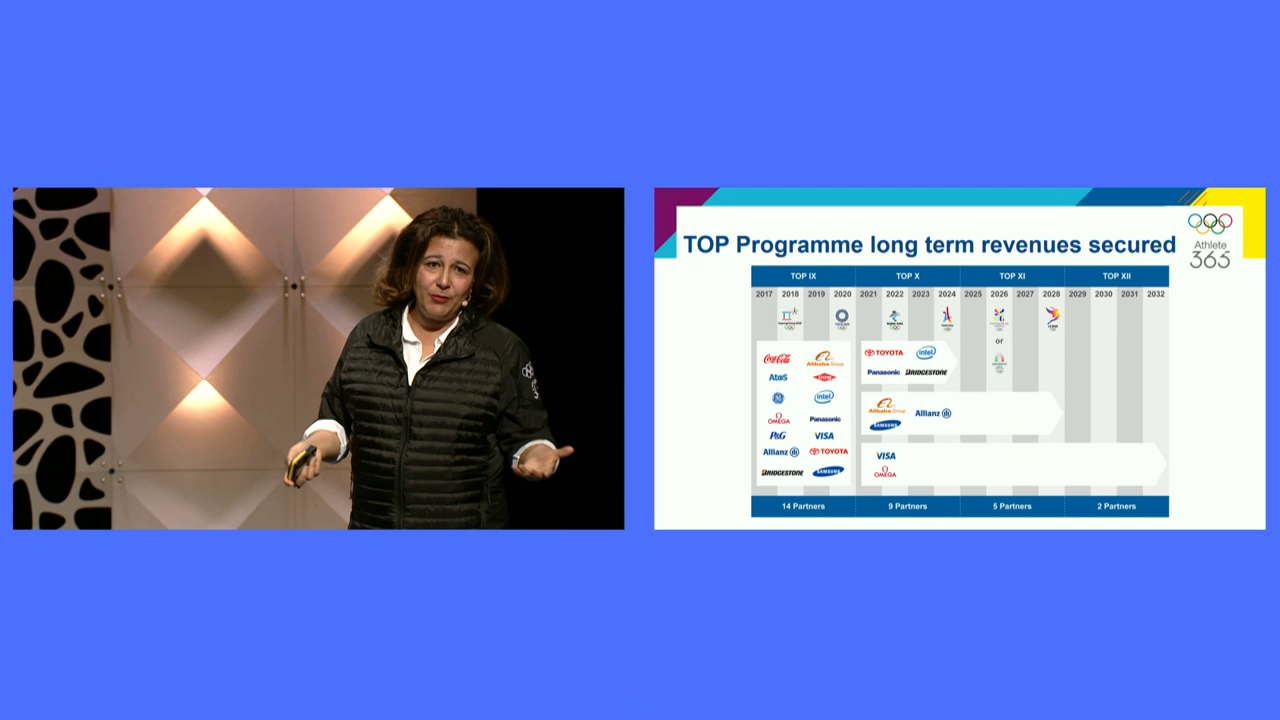 TOP Programme long term revenues secured
Athlete
365
TOP IX TOP X TOP XI TOP XII
2017 2018 2019 2020 2021 2022 2023 2024 2025 2026 2027 2028 2029 2030 2031 2032
or
Coca-Cola Alibaba Group
AtoS Dow
GE intel
OMEGA Panasonic
P&G VISA
Allianz TOYOTA
BRIDGESTONE SAMSUNG
TOYOTA intel
Panasonic BRIDGESTONE
Alibaba Group Allianz
SAMSUNG
VISA
OMEGA
14 Partners 9 Partners 5 Partners 2 Partners